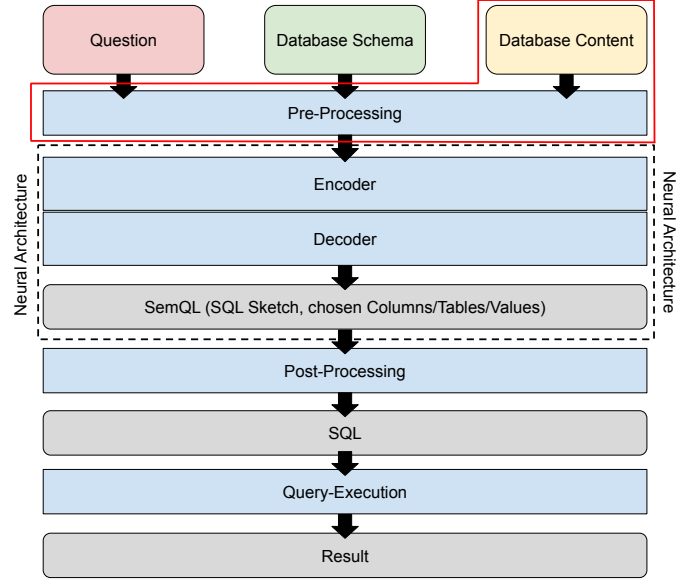 Question
Database Schema
Database Content
Pre-Processing
Neural Architecture
Neural Architecture
Encoder
Decoder
SemQL (SQL Sketch, chosen Columns/Tables/Values)
Post-Processing
SQL
Query-Execution
Result